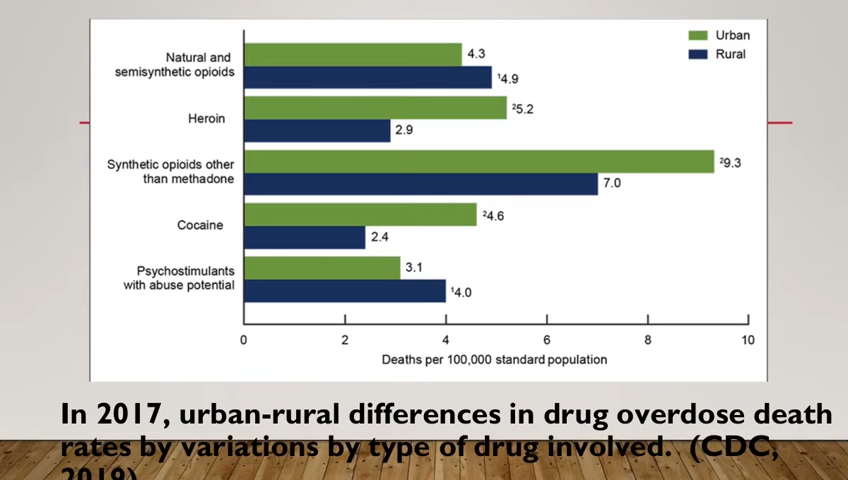 Urban
Rural
Natural and
semisynthetic opioids
4.3
¹4.9
Heroin
²5.2
2.9
Synthetic opioids other
than methadone
²9.3
7.0
Cocaine
²4.6
2.4
Psychostimulants
with abuse potential
3.1
¹4.0
0 2 4 6 8 10
Deaths per 100,000 standard population
In 2017, urban-rural differences in drug overdose death
rates by variations by type of drug involved. (CDC,
2019)